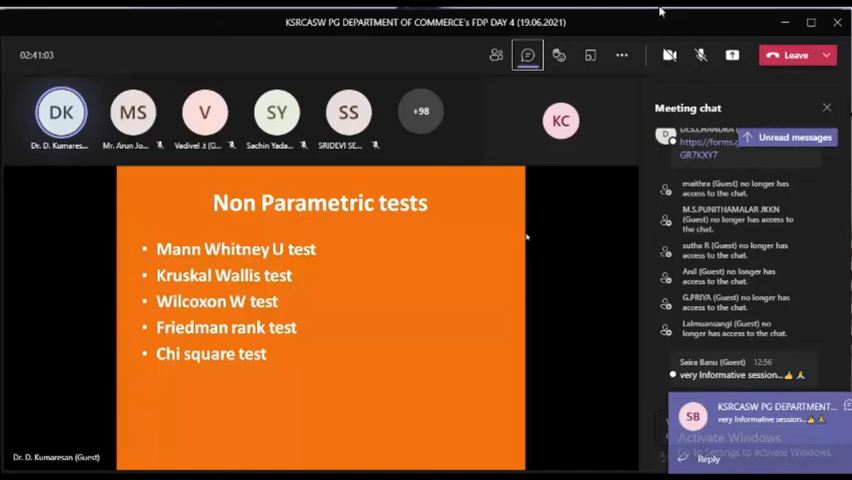 KSRCASW PG DEPARTMENT OF COMMERCE's FDP DAY 4 (19.06.2021)
02:41:03
Leave
DK
MS
V
SY
SS
+98
KC
Dr. D. Kumares...
Mr. Arun Jo...
Vadivel .t (G...
Sachin Yada...
SRIDEVI SE...
Meeting chat
Dr.S.CHANDRA
Unread messages
https://forms.g
GR7KXY7
maithra (Guest) no longer has
access to the chat.
M.S.PUNITHAMALAR JKKN
(Guest) no longer has access to
the chat.
sutha R (Guest) no longer has
access to the chat.
Anil (Guest) no longer has
access to the chat.
G.PRIYA (Guest) no longer has
access to the chat.
Lalmuansangi (Guest) no
longer has access to the chat.
Saira Banu (Guest) 12:56
very Informative session...👍🙏
SB
KSRCASW PG DEPARTMENT...
very Informative session...👍🙏
Activate Windows
Go to Settings to activate Windows.
Reply
Non Parametric tests
• Mann Whitney U test
• Kruskal Wallis test
• Wilcoxon W test
• Friedman rank test
• Chi square test
Dr. D. Kumaresan (Guest)